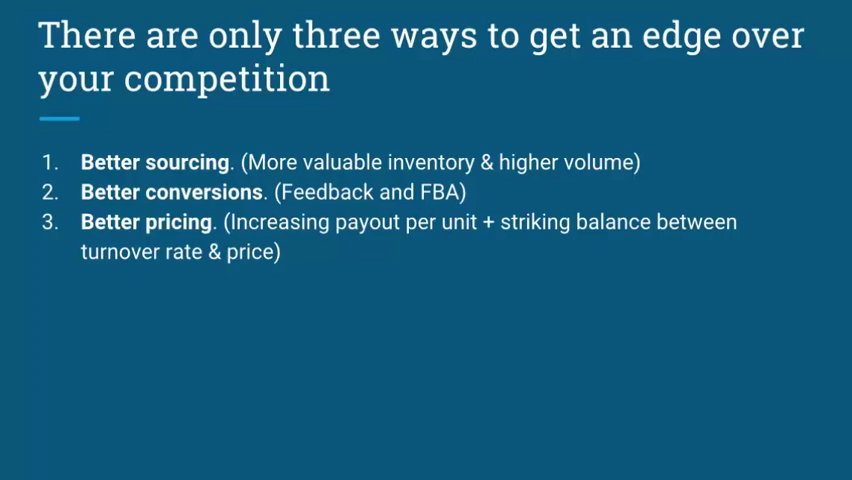 There are only three ways to get an edge over
your competition
1. Better sourcing. (More valuable inventory & higher volume)
2. Better conversions. (Feedback and FBA)
3. Better pricing. (Increasing payout per unit + striking balance between
turnover rate & price)